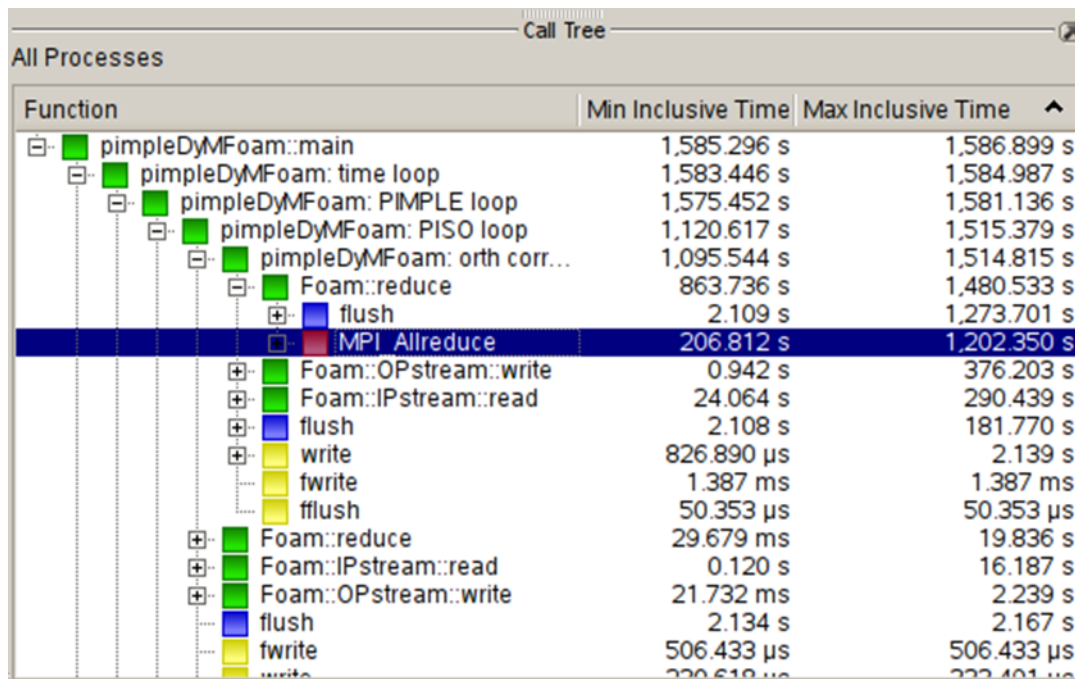 Call Tree
All Processes
Function Min Inclusive Time Max Inclusive Time
pimpleDyMFoam::main 1,585.296 s 1,586.899 s
pimpleDyMFoam: time loop 1,583.446 s 1,584.987 s
pimpleDyMFoam: PIMPLE loop 1,575.452 s 1,581.136 s
pimpleDyMFoam: PISO loop 1,120.617 s 1,515.379 s
pimpleDyMFoam: orth corr... 1,095.544 s 1,514.815 s
Foam::reduce 863.736 s 1,480.533 s
flush 2.109 s 1,273.701 s
MPI_Allreduce 206.812 s 1,202.350 s
Foam::OPstream::write 0.942 s 376.203 s
Foam::IPstream::read 24.064 s 290.439 s
flush 2.108 s 181.770 s
write 826.890 µs 2.139 s
fwrite 1.387 ms 1.387 ms
fflush 50.353 µs 50.353 µs
Foam::reduce 29.679 ms 19.836 s
Foam::IPstream::read 0.120 s 16.187 s
Foam::OPstream::write 21.732 ms 2.239 s
flush 2.134 s 2.167 s
fwrite 506.433 µs 506.433 µs